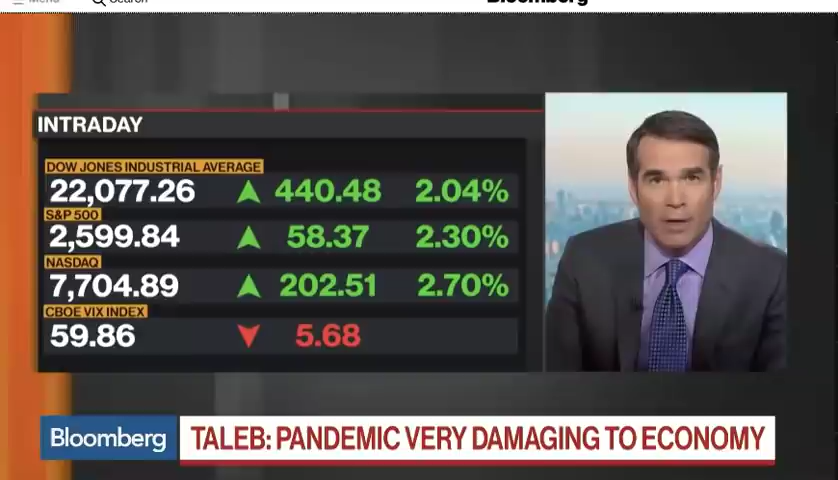 Menu Search Bloomberg
INTRADAY
DOW JONES INDUSTRIAL AVERAGE
22,077.26 ▲ 440.48 2.04%
S&P 500
2,599.84 ▲ 58.37 2.30%
NASDAQ
7,704.89 ▲ 202.51 2.70%
CBOE VIX INDEX
59.86 ▼ 5.68
Bloomberg TALEB: PANDEMIC VERY DAMAGING TO ECONOMY